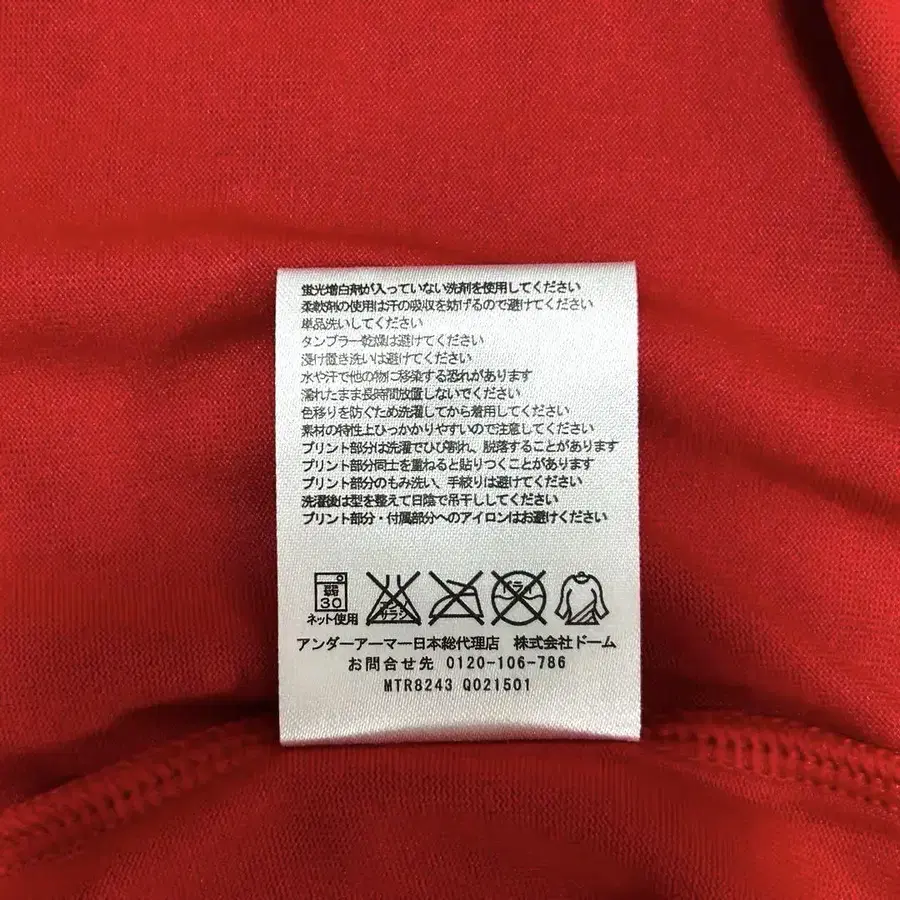 蛍光増白剤が入っていない洗剤を使用してください
柔軟剤の使用は汗の吸収を妨げるので避けてください
単品洗いしてください
タンブラー乾燥は避けてください
浸け置き洗いは避けてください
水や汗で他の物に移染する恐れがあります
濡れたまま長時間放置しないでください
色移りを防ぐため洗濯してから着用してください
素材の特性上ひっかかりやすいので注意してください
プリント部分は洗濯でひび割れ、脱落することがあります
プリント部分同士を重ねると貼りつくことがあります
プリント部分のもみ洗い、手絞りは避けてください
洗濯後は型を整えて日陰で吊干ししてください
プリント部分・付属部分へのアイロンはお避けください
弱 30 エンソ サラシ ドライ
ネット使用
アンダーアーマー日本総代理店 株式会社ドーム
お問合せ先 0120-106-786
MTR8243 Q021501